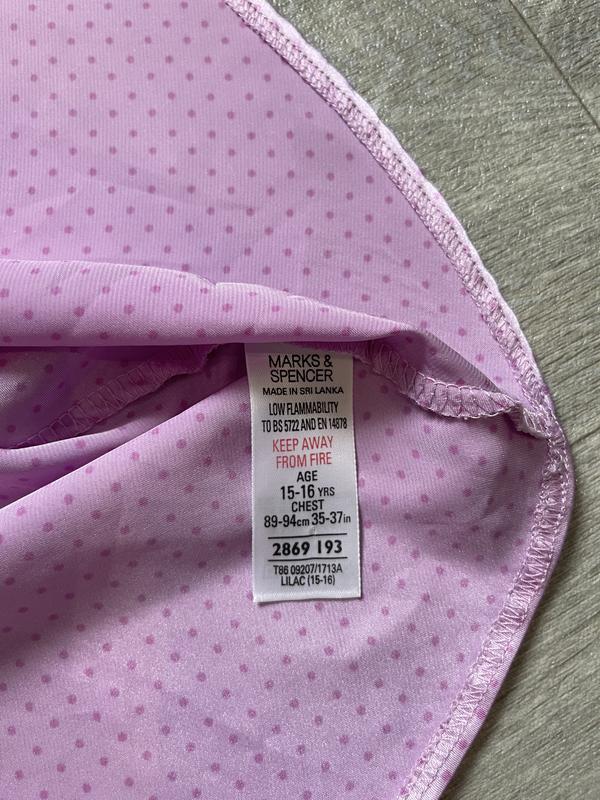 MARKS &
SPENCER
MADE IN SRI LANKA
LOW FLAMMABILITY
TO BS 5722 AND EN 14878
KEEP AWAY
FROM FIRE
AGE
15-16 YRS
CHEST
89-94cm 35-37in
2869 193
T86 09207/1713A
LILAC (15-16)